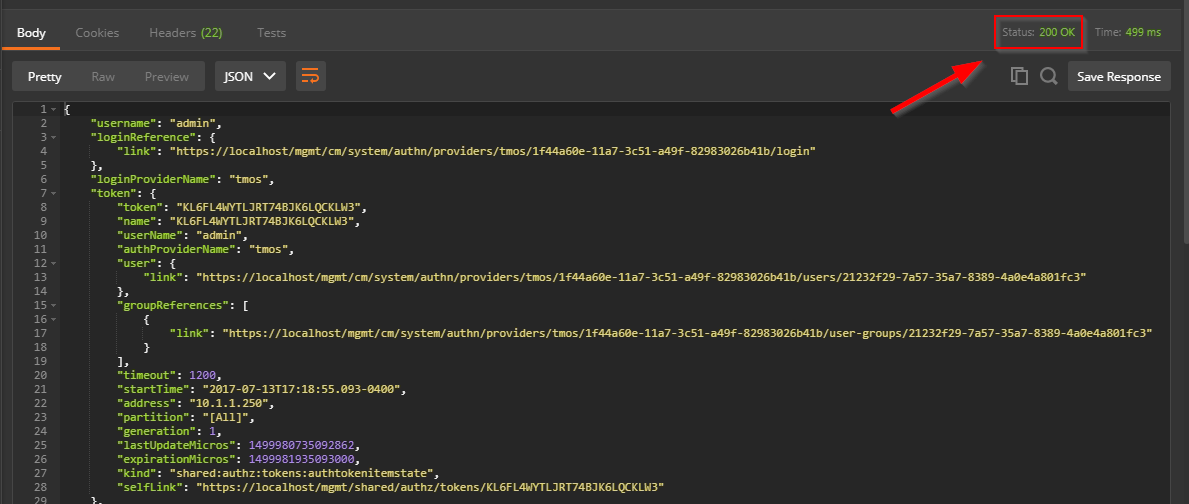 Body Cookies Headers (22) Tests Status: 200 OK Time: 499 ms
Pretty Raw Preview JSON Save Response
1 {
2 "username": "admin",
3 "loginReference": {
4 "link": "https://localhost/mgmt/cm/system/authn/providers/tmos/1f44a60e-11a7-3c51-a49f-82983026b41b/login"
5 },
6 "loginProviderName": "tmos",
7 "token": {
8 "token": "KL6FL4WYTLJRT74BJK6LQCKLW3",
9 "name": "KL6FL4WYTLJRT74BJK6LQCKLW3",
10 "userName": "admin",
11 "authProviderName": "tmos",
12 "user": {
13 "link": "https://localhost/mgmt/cm/system/authn/providers/tmos/1f44a60e-11a7-3c51-a49f-82983026b41b/users/21232f29-7a57-35a7-8389-4a0e4a801fc3"
14 },
15 "groupReferences": [
16 {
17 "link": "https://localhost/mgmt/cm/system/authn/providers/tmos/1f44a60e-11a7-3c51-a49f-82983026b41b/user-groups/21232f29-7a57-35a7-8389-4a0e4a801fc3"
18 }
19 ],
20 "timeout": 1200,
21 "startTime": "2017-07-13T17:18:55.093-0400",
22 "address": "10.1.1.250",
23 "partition": "[All]",
24 "generation": 1,
25 "lastUpdateMicros": 1499980735092862,
26 "expirationMicros": 1499981935093000,
27 "kind": "shared:authz:tokens:authtokenitemstate",
28 "selfLink": "https://localhost/mgmt/shared/authz/tokens/KL6FL4WYTLJRT74BJK6LQCKLW3"
29 },